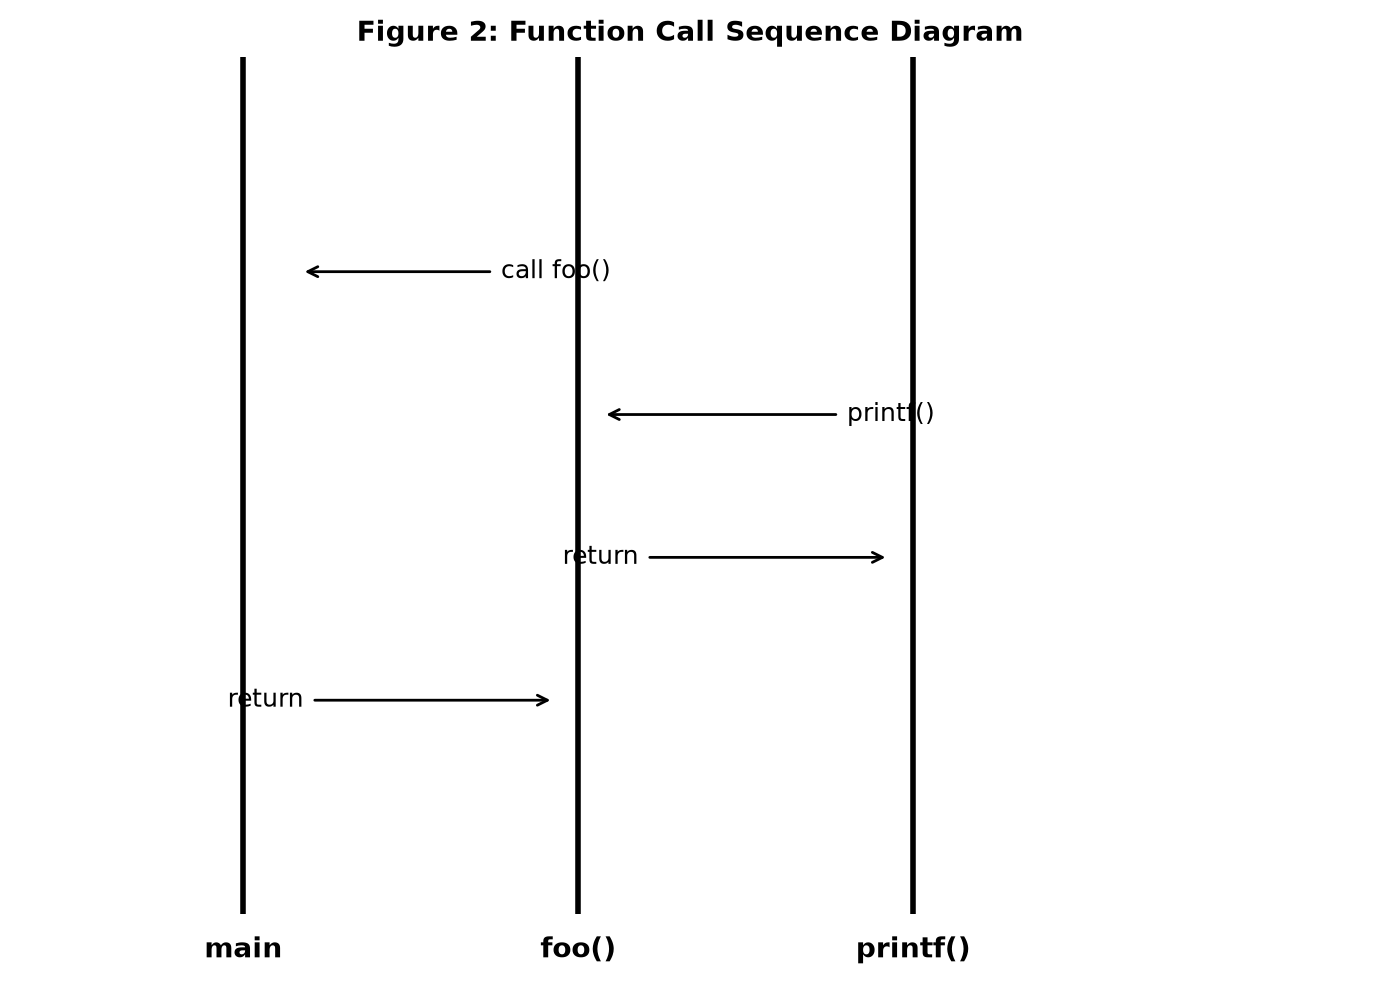 Figure 2: Function Call Sequence Diagram
call foo()
printf()
return
return
main
foo()
printf()